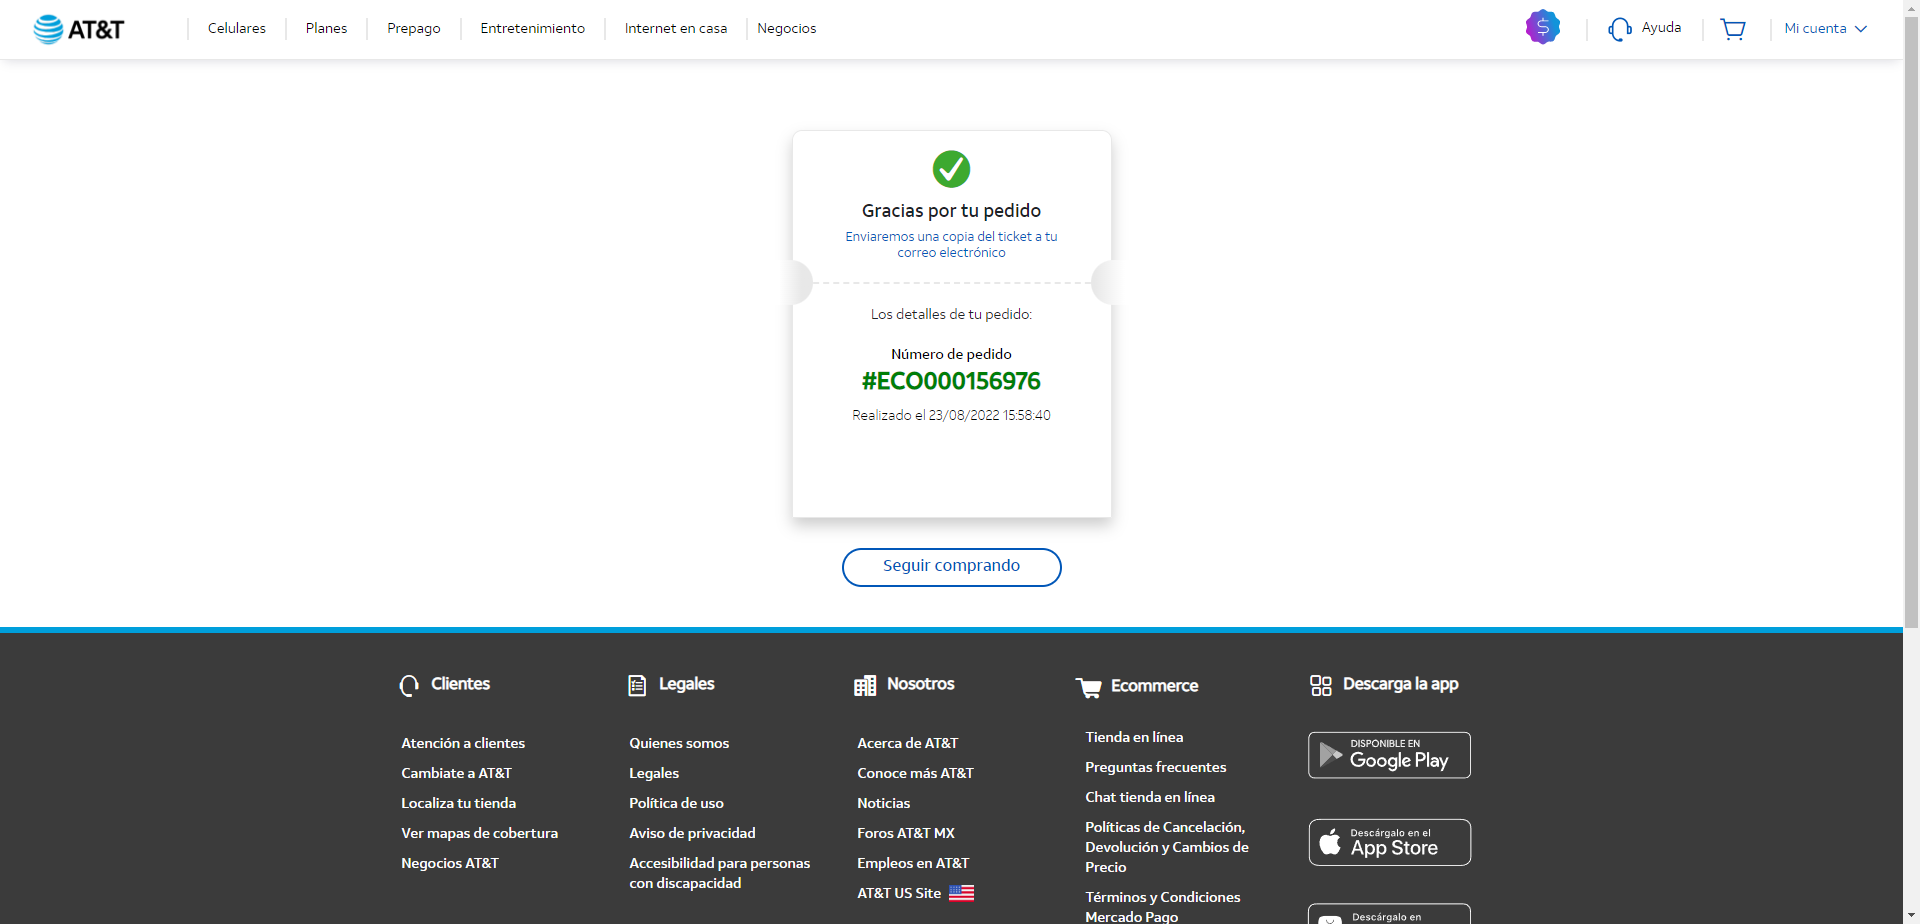 AT&T
Celulares
Planes
Prepago
Entretenimiento
Internet en casa
Negocios
$
Ayuda
Mi cuenta
Gracias por tu pedido
Enviaremos una copia del ticket a tu
correo electrónico
Los detalles de tu pedido:
Número de pedido
#ECO000156976
Realizado el 23/08/2022 15:58:40
Seguir comprando
Clientes
Atención a clientes
Cambiate a AT&T
Localiza tu tienda
Ver mapas de cobertura
Negocios AT&T
Legales
Quienes somos
Legales
Política de uso
Aviso de privacidad
Accesibilidad para personas
con discapacidad
Nosotros
Acerca de AT&T
Conoce más AT&T
Noticias
Foros AT&T MX
Empleos en AT&T
AT&T US Site
Ecommerce
Tienda en línea
Preguntas frecuentes
Chat tienda en línea
Políticas de Cancelación,
Devolución y Cambios de
Precio
Términos y Condiciones
Mercado Pago
Descarga la app
DISPONIBLE EN
Google Play
Descárgalo en el
App Store
Descárgalo en